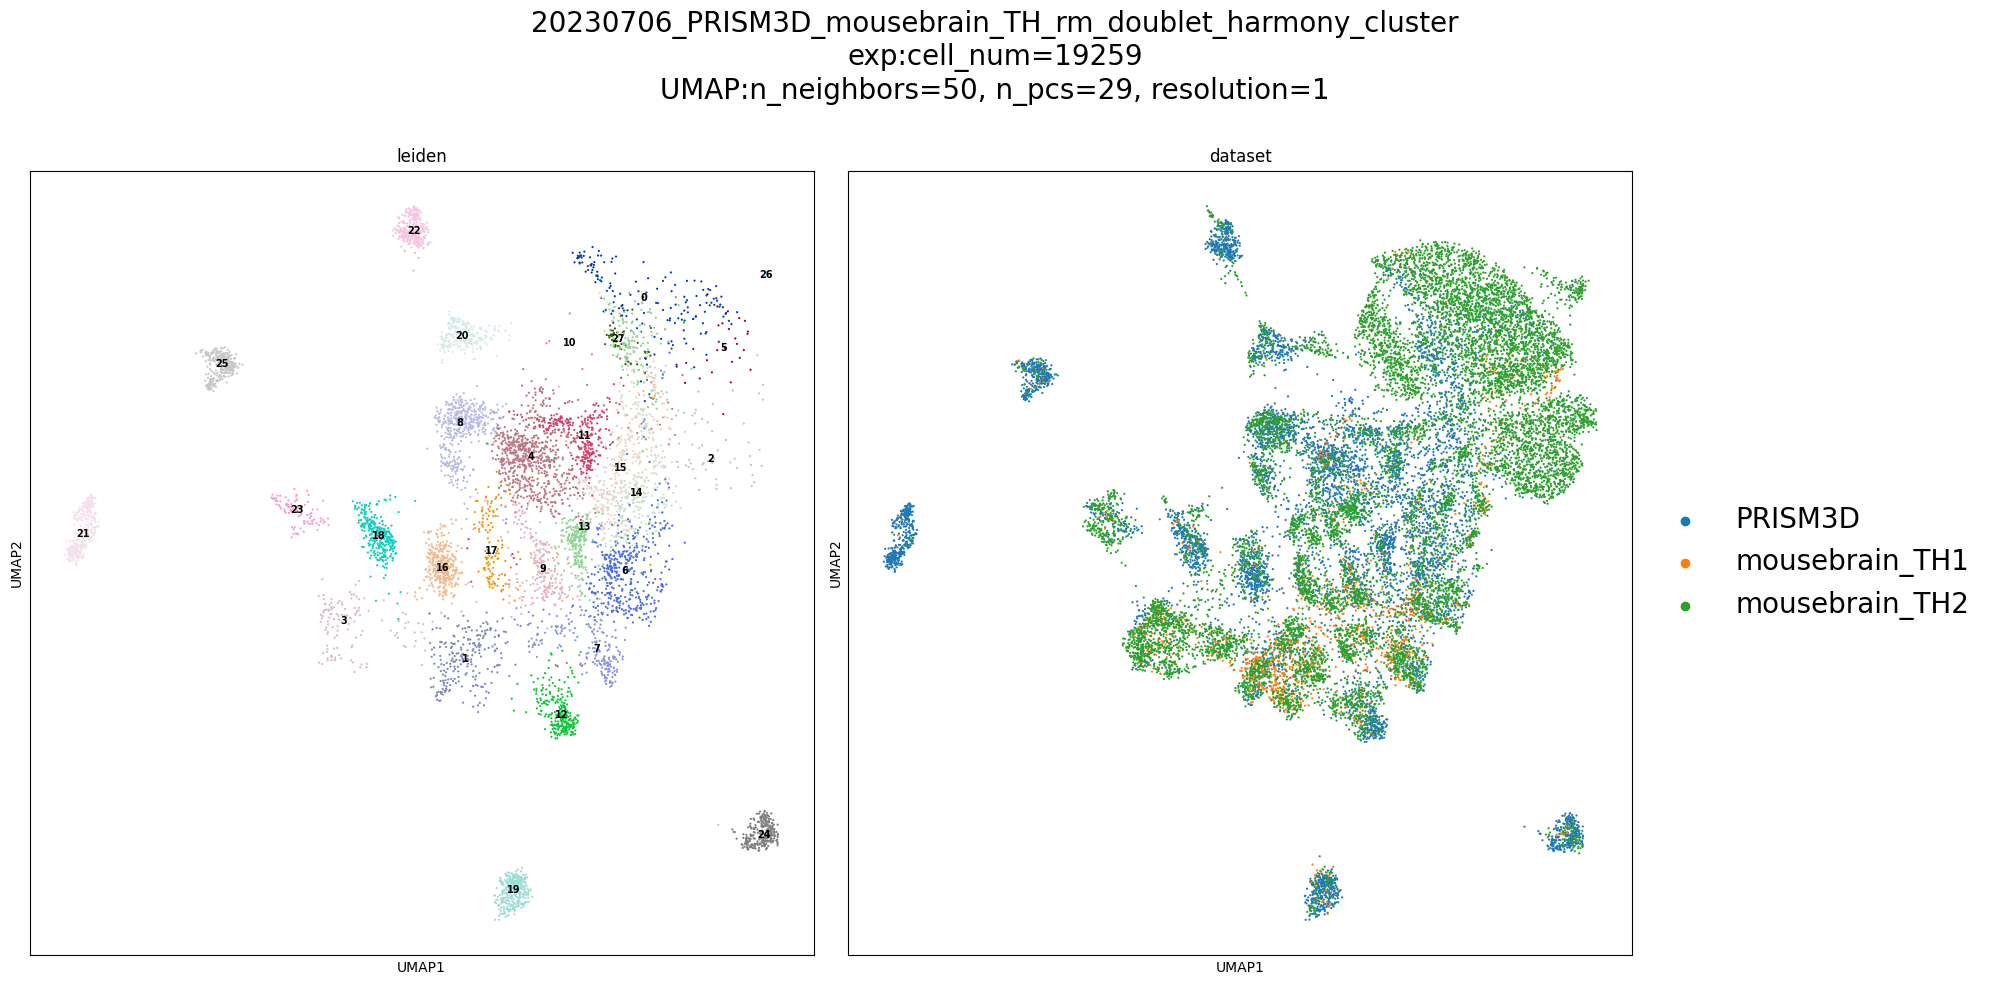 20230706_PRISM3D_mousebrain_TH_rm_doublet_harmony_cluster
exp:cell_num=19259
UMAP:n_neighbors=50, n_pcs=29, resolution=1
leiden
22
26
0
20
10
27
5
25
8
11
4
2
15
14
23
13
21
18
17
16
9
6
3
7
1
12
24
19
UMAP2
UMAP1
dataset
UMAP2
UMAP1
PRISM3D
mousebrain_TH1
mousebrain_TH2